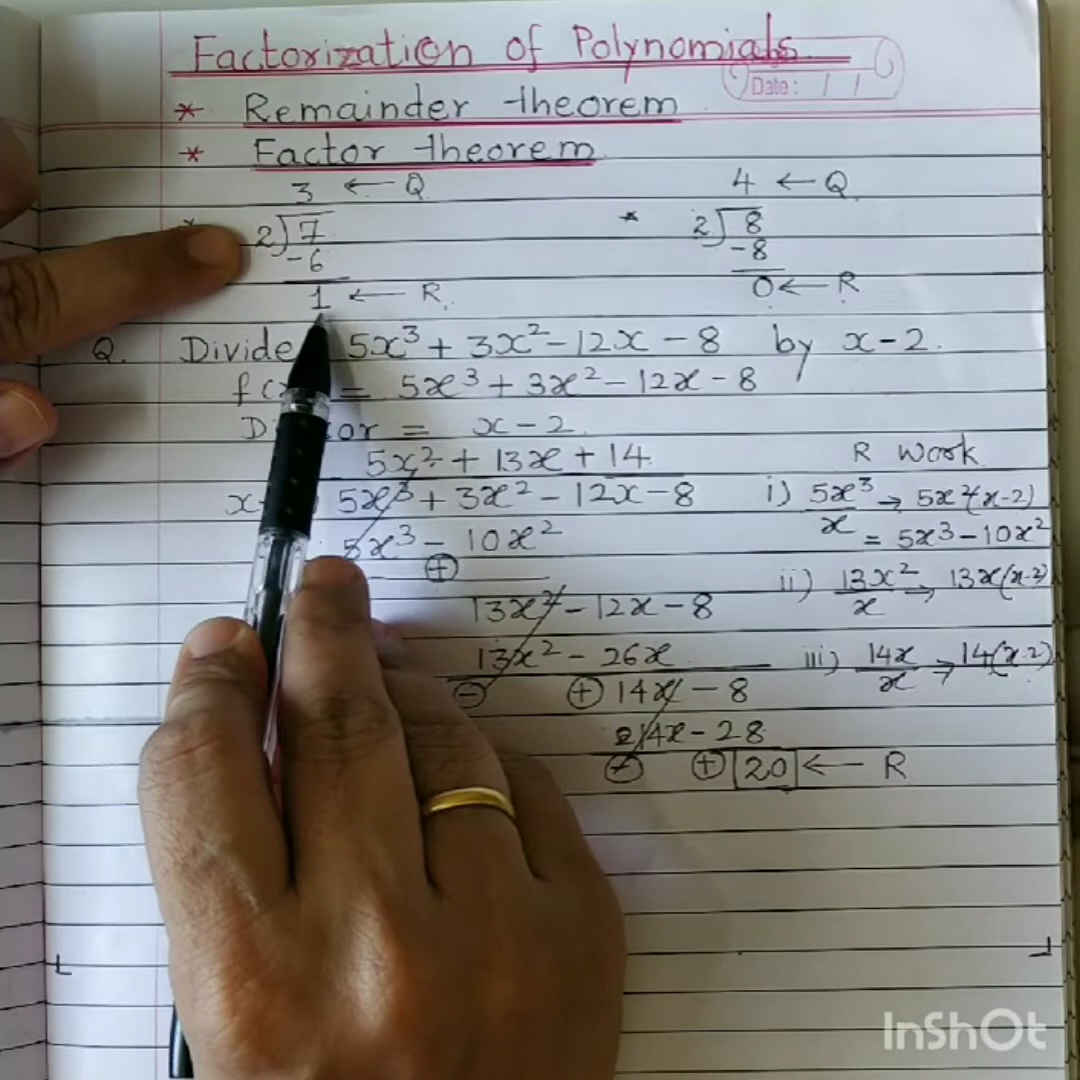 Factorization of Polynomials
Date: / /
* Remainder theorem
* Factor theorem
3 ← Q
4 ← Q
2) 7
* 2) 8
-6
-8
1 ← R
0 ← R
Q. Divide 5x³ + 3x² - 12x - 8 by x - 2.
= 5x³ + 3x² - 12x - 8
= x - 2
5x² + 13x + 14
R Work
5x³ + 3x² - 12x - 8
i) 5x³/x → 5x²(x-2)
= 5x³ - 10x²
5x³ - 10x²
⊕
ii) 13x²/x → 13x(x-2)
13x² - 12x - 8
13x² - 26x
iii) 14x/x → 14(x-2)
⊖ ⊕ 14x - 8
14x - 28
⊖ ⊕ 20 ← R
InShOt